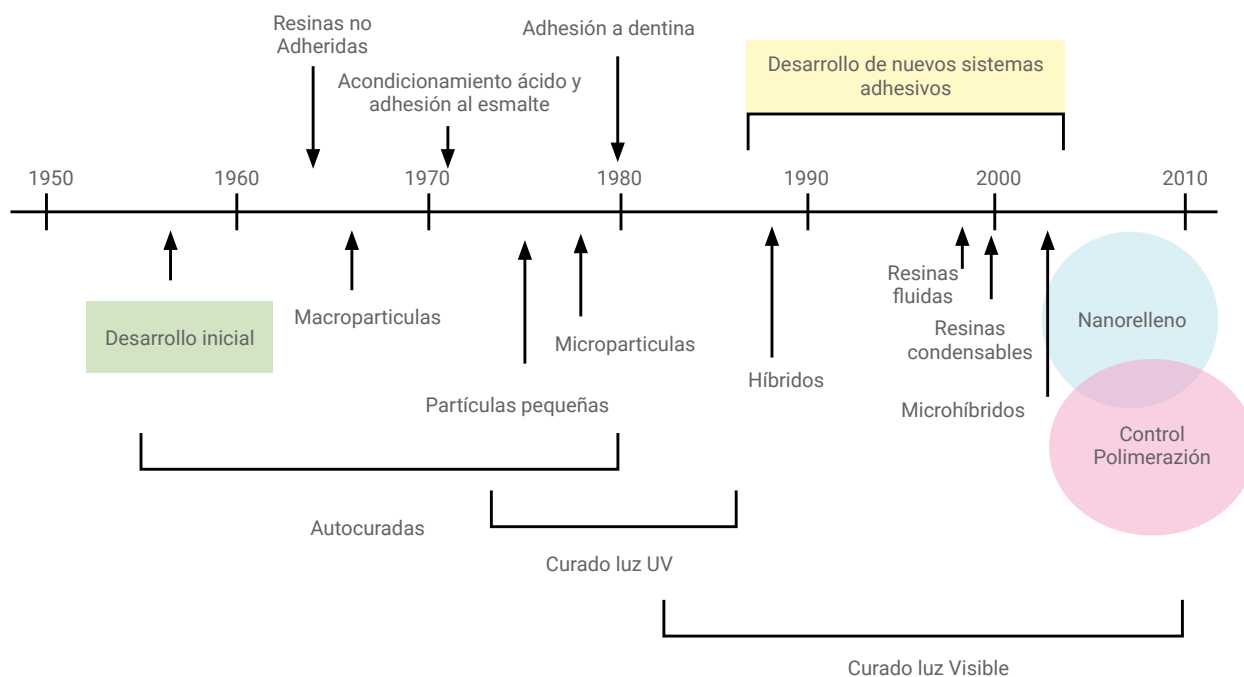 Resinas no
Adheridas
Adhesión a dentina
Acondicionamiento ácido y
adhesión al esmalte
Desarrollo de nuevos sistemas
adhesivos
1950
1960
1970
1980
1990
2000
2010
Desarrollo inicial
Macroparticulas
Partículas pequeñas
Microparticulas
Híbridos
Resinas
fluidas
Resinas
condensables
Microhíbridos
Nanorelleno
Control
Polimerazión
Autocuradas
Curado luz UV
Curado luz Visible